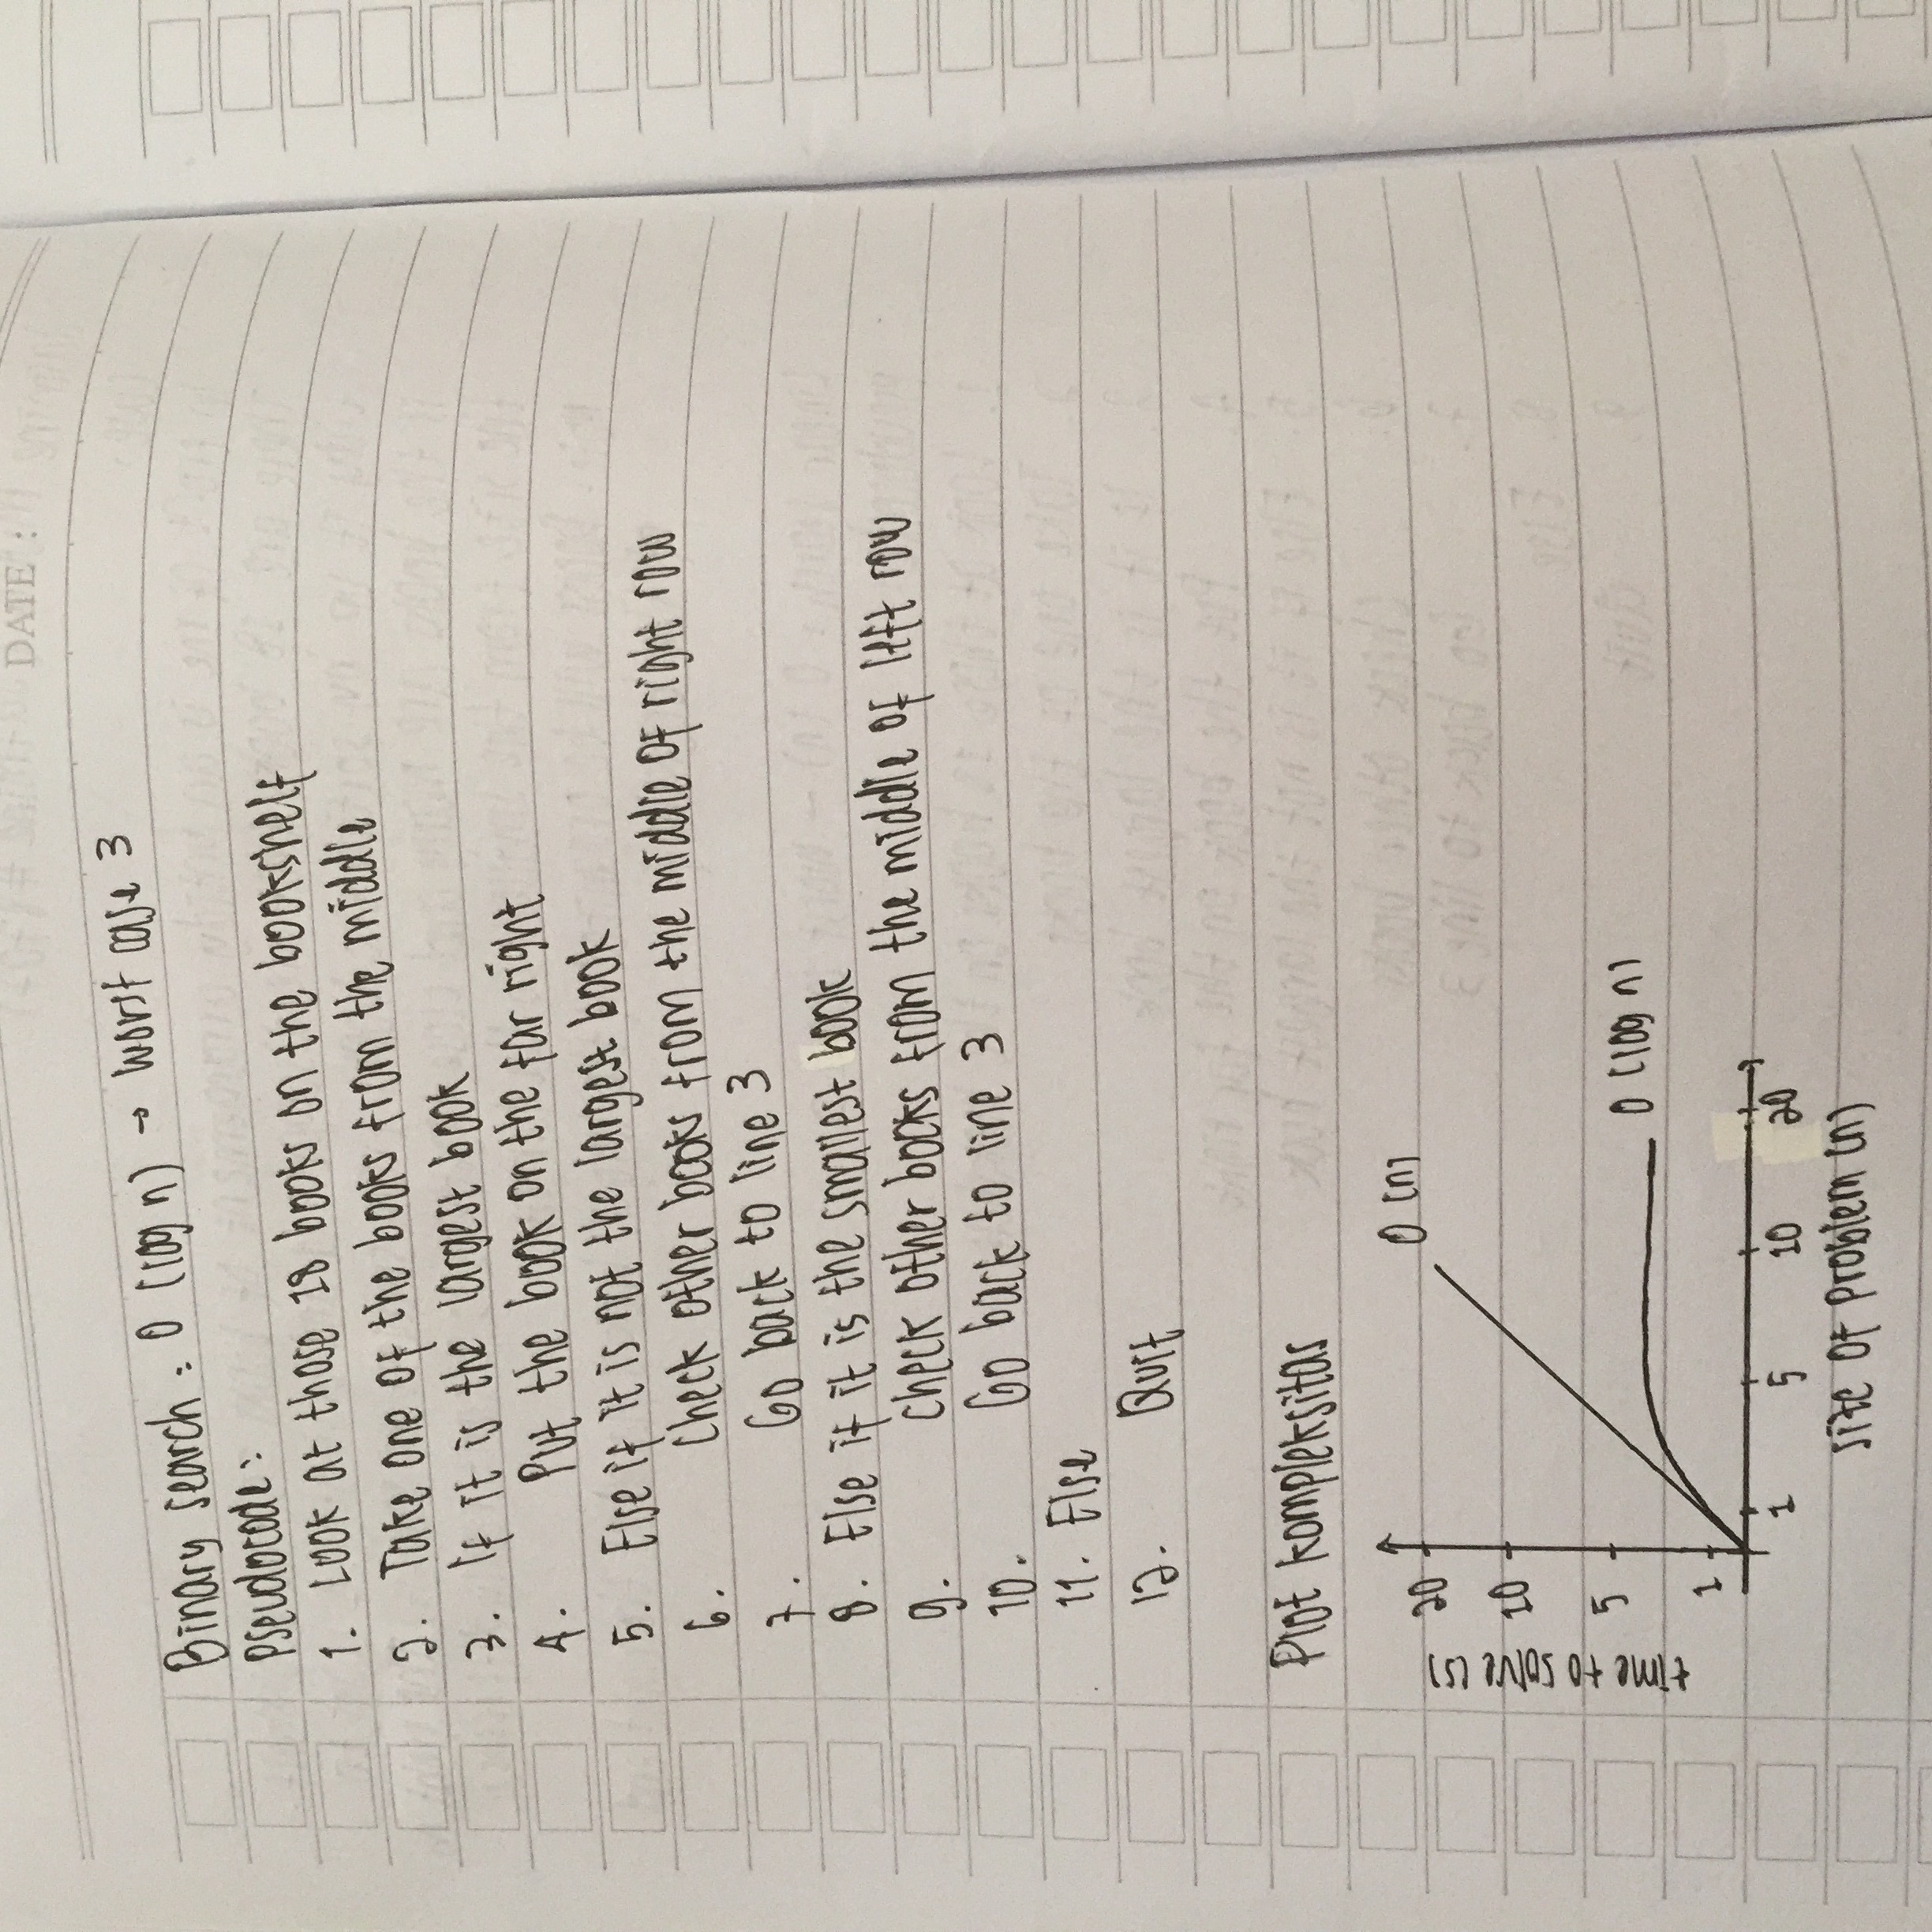 DATE :
Binary search : O (log n) → Worst case 3
Pseudocode :
1. Look at those 18 books on the bookshelf
2. Take one of the books from the middle
3. If it is the largest book
4. Put the book on the far right
5. Else if it is not the largest book
6. Check other books from the middle of right row
7. Go back to line 3
8. Else if it is the smallest book
9. Check other books from the middle of left row
10. Go back to line 3
11. Else
12. Quit
Plot kompleksitas
time to solve (s)
20
10
5
1
O (n)
O (log n)
1 5 10 20
size of problem (n)